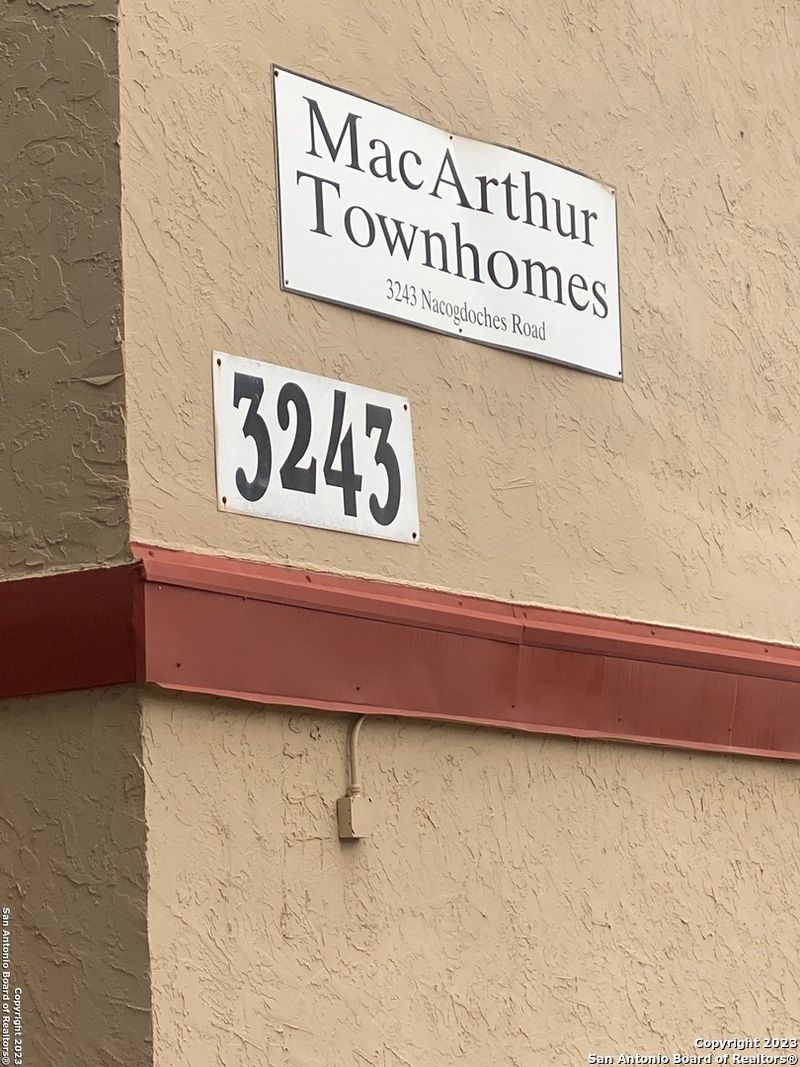 MacArthur
Townhomes
3243 Nacogdoches Road
3243
San Antonio Board of Realtors®
Copyright 2023
Copyright 2023
San Antonio Board of Realtors®